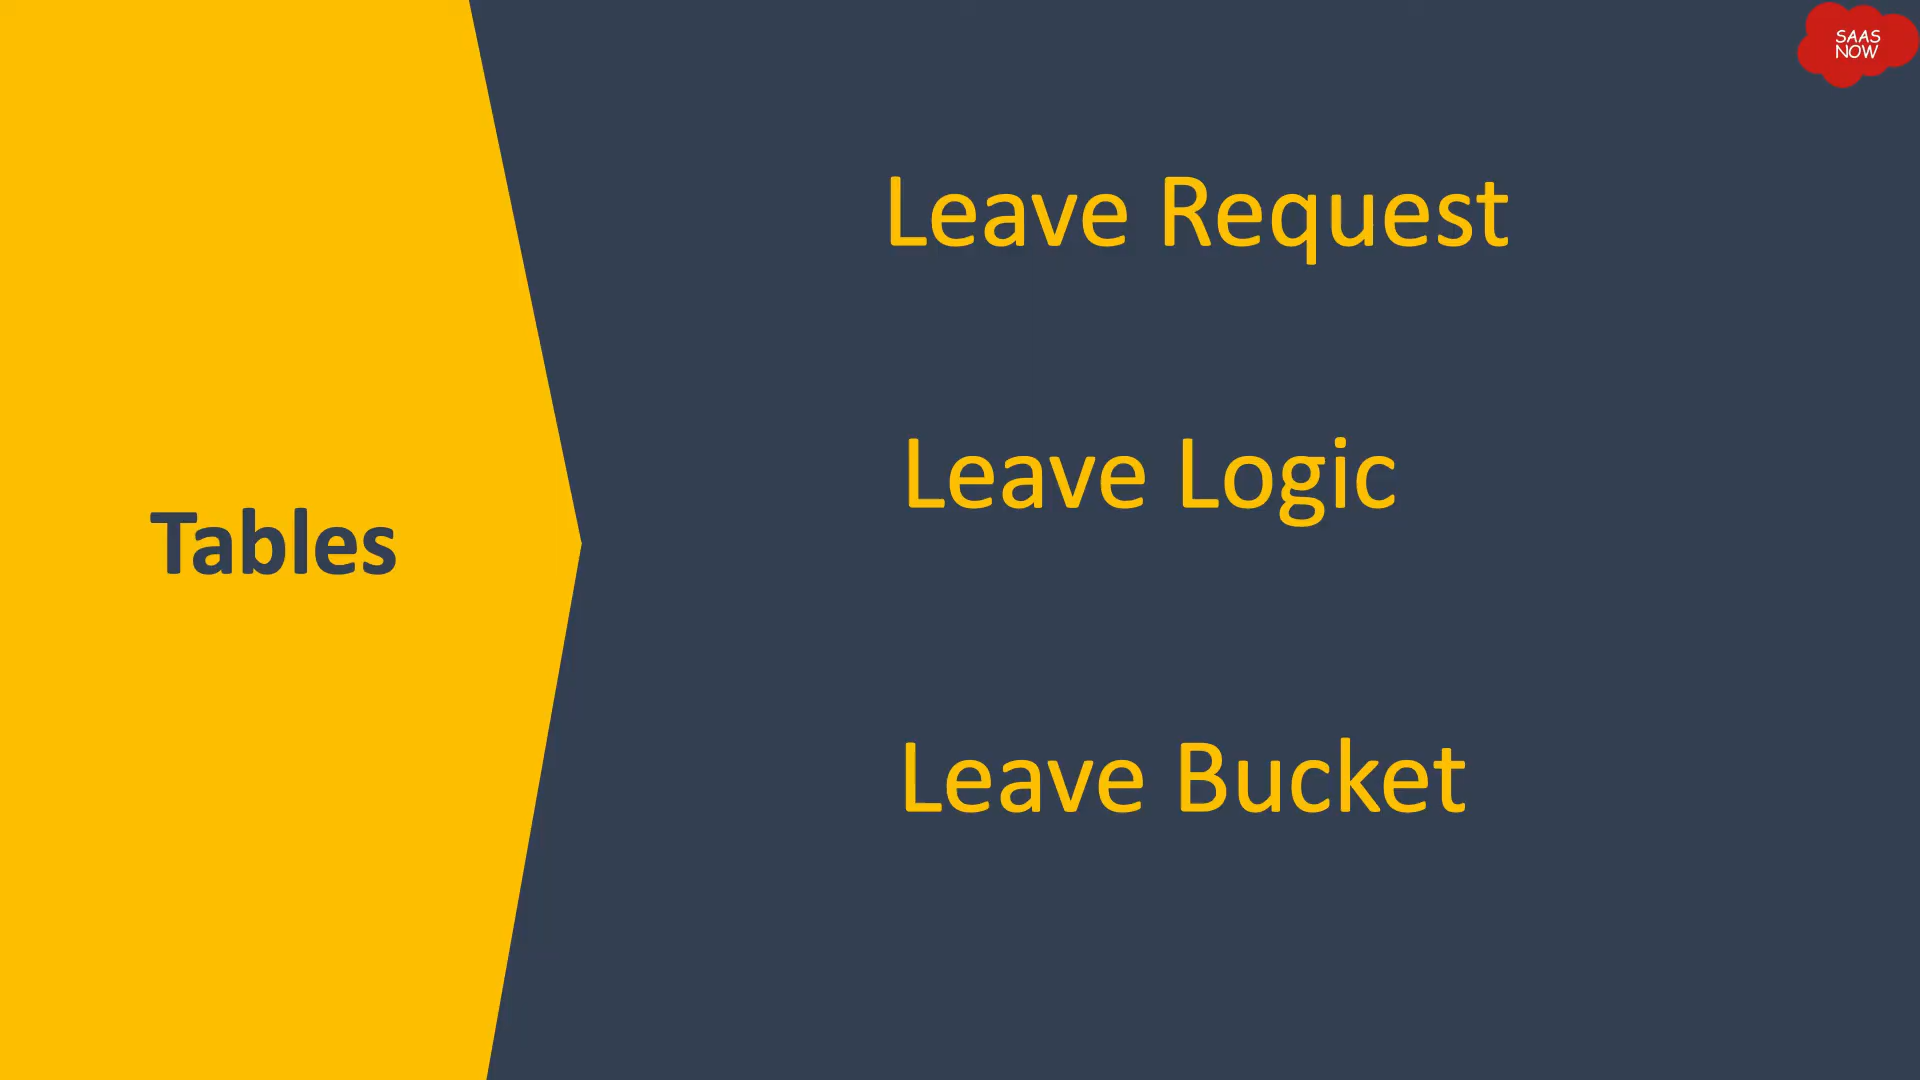 SAAS
NOW
Leave Request
Leave Logic
Tables
Leave Bucket